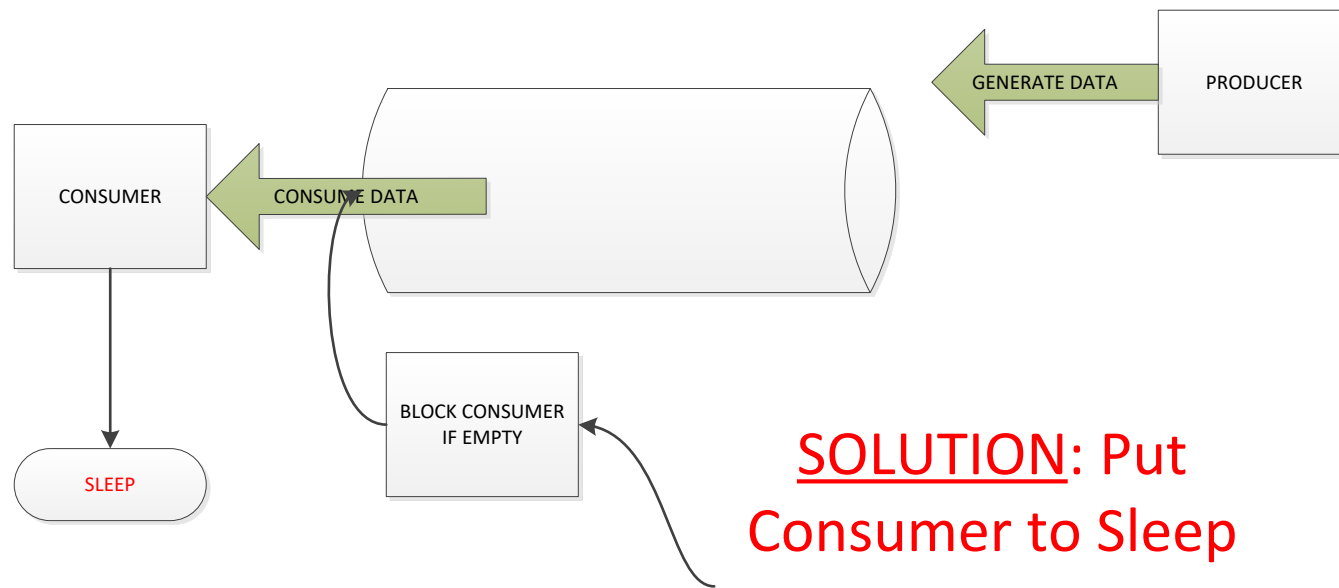 GENERATE DATA
PRODUCER
CONSUMER
CONSUME DATA
BLOCK CONSUMER
IF EMPTY
SLEEP
SOLUTION: Put
Consumer to Sleep